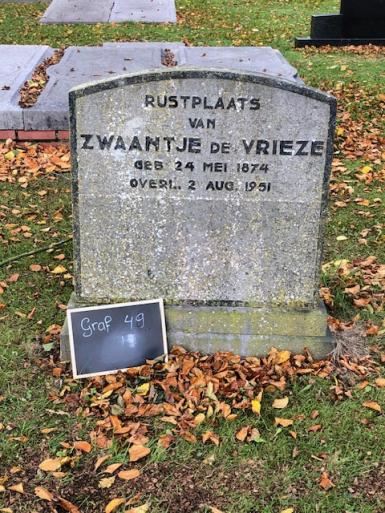 RUSTPLAATS
VAN
ZWAANTJE DE VRIEZE
GEB 24 MEI 1874
OVERL. 2 AUG. 1951
Graf 49